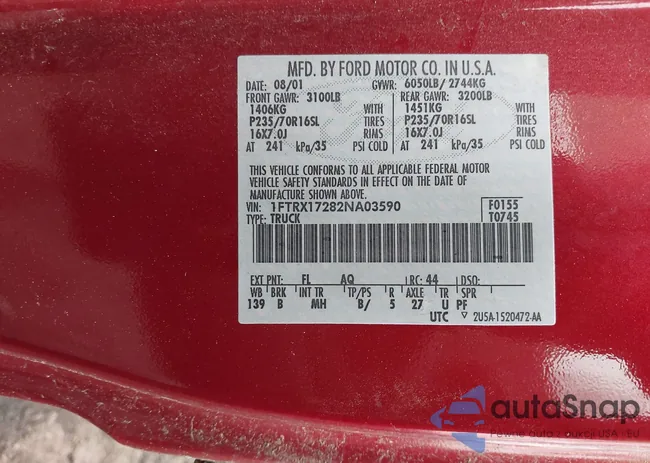 MFD. BY FORD MOTOR CO. IN U.S.A.
DATE: 08/01 GVWR: 6050LB/ 2744KG
FRONT GAWR: 3100LB REAR GAWR: 3200LB
1406KG WITH 1451KG WITH
P235/70R16SL TIRES P235/70R16SL TIRES
16X7.0J RIMS 16X7.0J RIMS
AT 241 kPa/35 PSI COLD AT 241 kPa/35 PSI COLD
THIS VEHICLE CONFORMS TO ALL APPLICABLE FEDERAL MOTOR
VEHICLE SAFETY STANDARDS IN EFFECT ON THE DATE OF
MANUFACTURE SHOWN ABOVE.
VIN: 1FTRX17282NA03590 F0155
TYPE: TRUCK T0745
EXT PNT: FL AQ RC: 44 DSO:
WB BRK INT TR TP/PS R AXLE TR SPR
139 B MH B/ 5 27 U PF
UTC ▽ 2U5A-1520472-AA
autaSnap